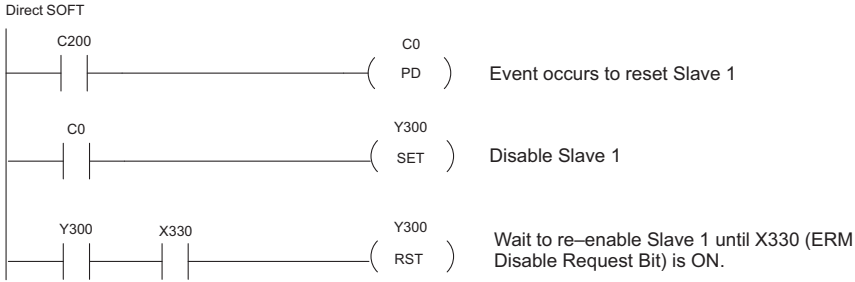 Direct SOFT
C200
C0
PD
Event occurs to reset Slave 1
C0
Y300
SET
Disable Slave 1
Y300
X330
Y300
RST
Wait to re–enable Slave 1 until X330 (ERM
Disable Request Bit) is ON.